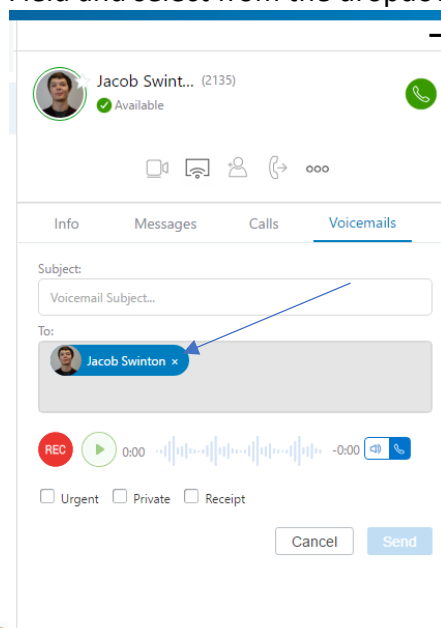 Jacob Swint... (2135)
Available
ooo
Info Messages Calls Voicemails
Subject:
Voicemail Subject...
To:
Jacob Swinton ×
REC 0:00 -0:00
Urgent Private Receipt
Cancel Send